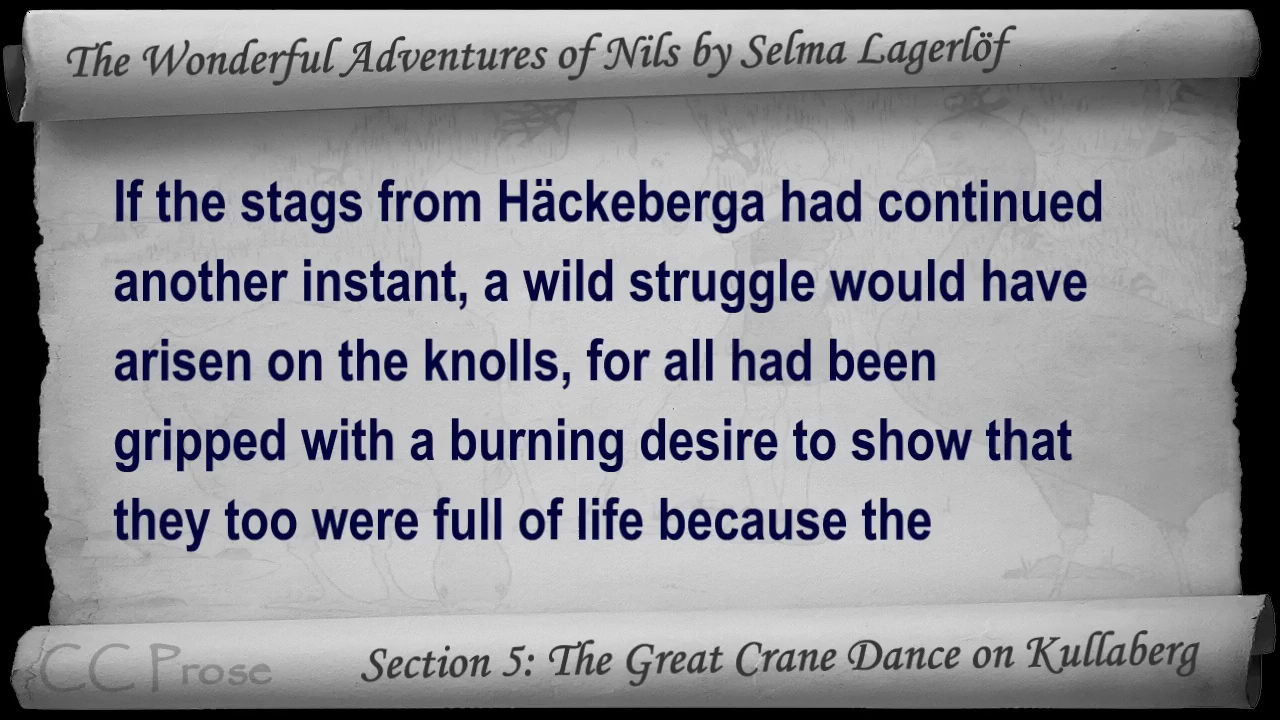 The Wonderful Adventures of Nils by Selma Lagerlöf
If the stags from Häckeberga had continued
another instant, a wild struggle would have
arisen on the knolls, for all had been
gripped with a burning desire to show that
they too were full of life because the
CC Prose
Section 5: The Great Crane Dance on Kullaberg